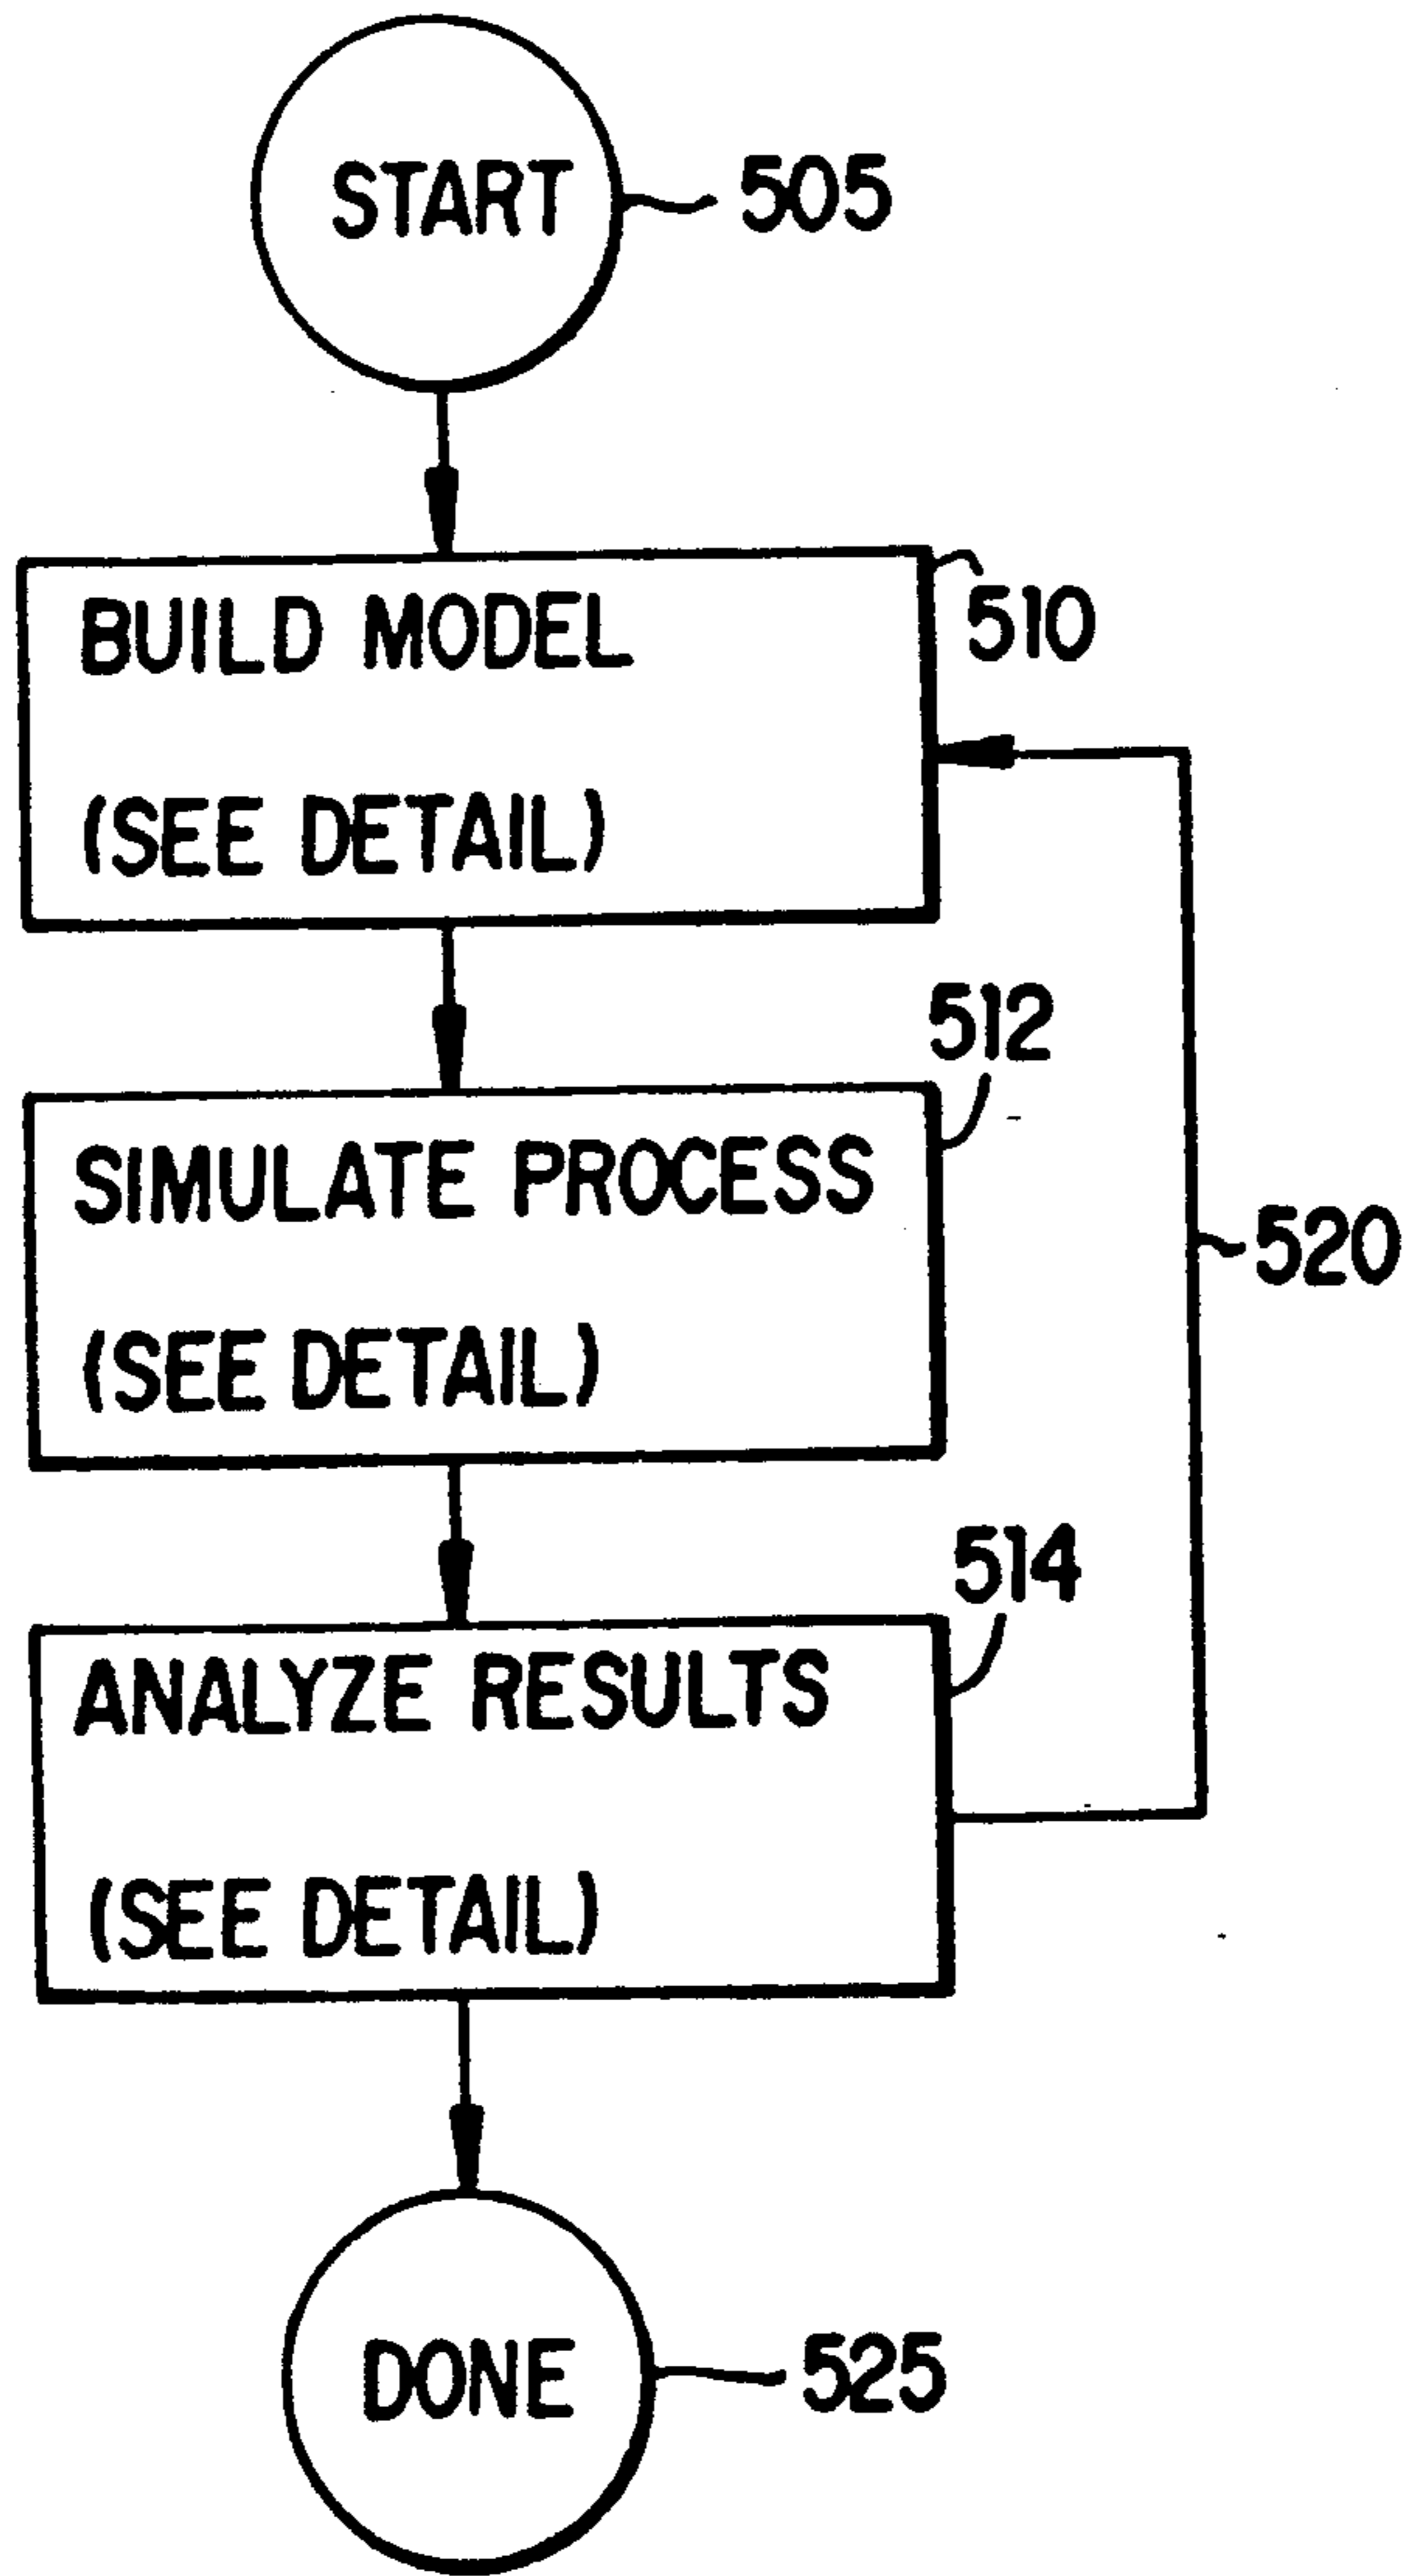 START
505
BUILD MODEL
510
(SEE DETAIL)
512
SIMULATE PROCESS
520
(SEE DETAIL)
514
ANALYZE RESULTS
(SEE DETAIL)
DONE
525